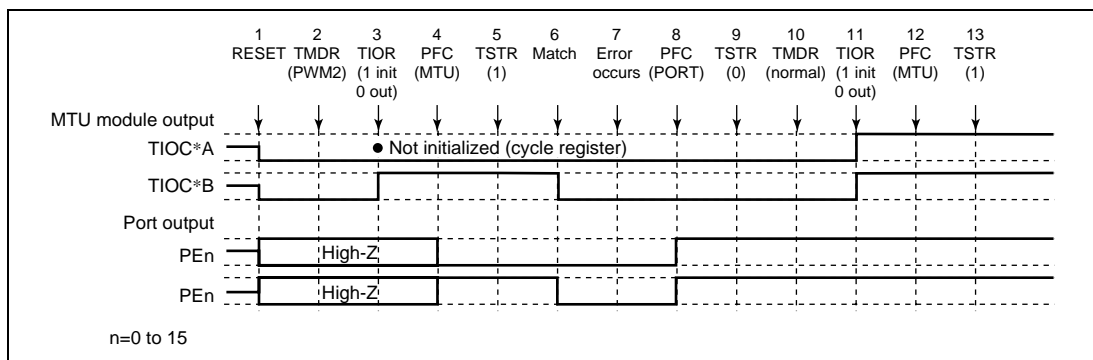 1 2 3 4 5 6 7 8 9 10 11 12 13
RESET TMDR TIOR PFC TSTR Match Error PFC TSTR TMDR TIOR PFC TSTR
(PWM2) (1 init (MTU) (1) occurs (PORT) (0) (normal) (1 init (MTU) (1)
0 out) 0 out)
MTU module output
TIOC*A
● Not initialized (cycle register)
TIOC*B
Port output
PEn
High-Z
PEn
High-Z
n=0 to 15